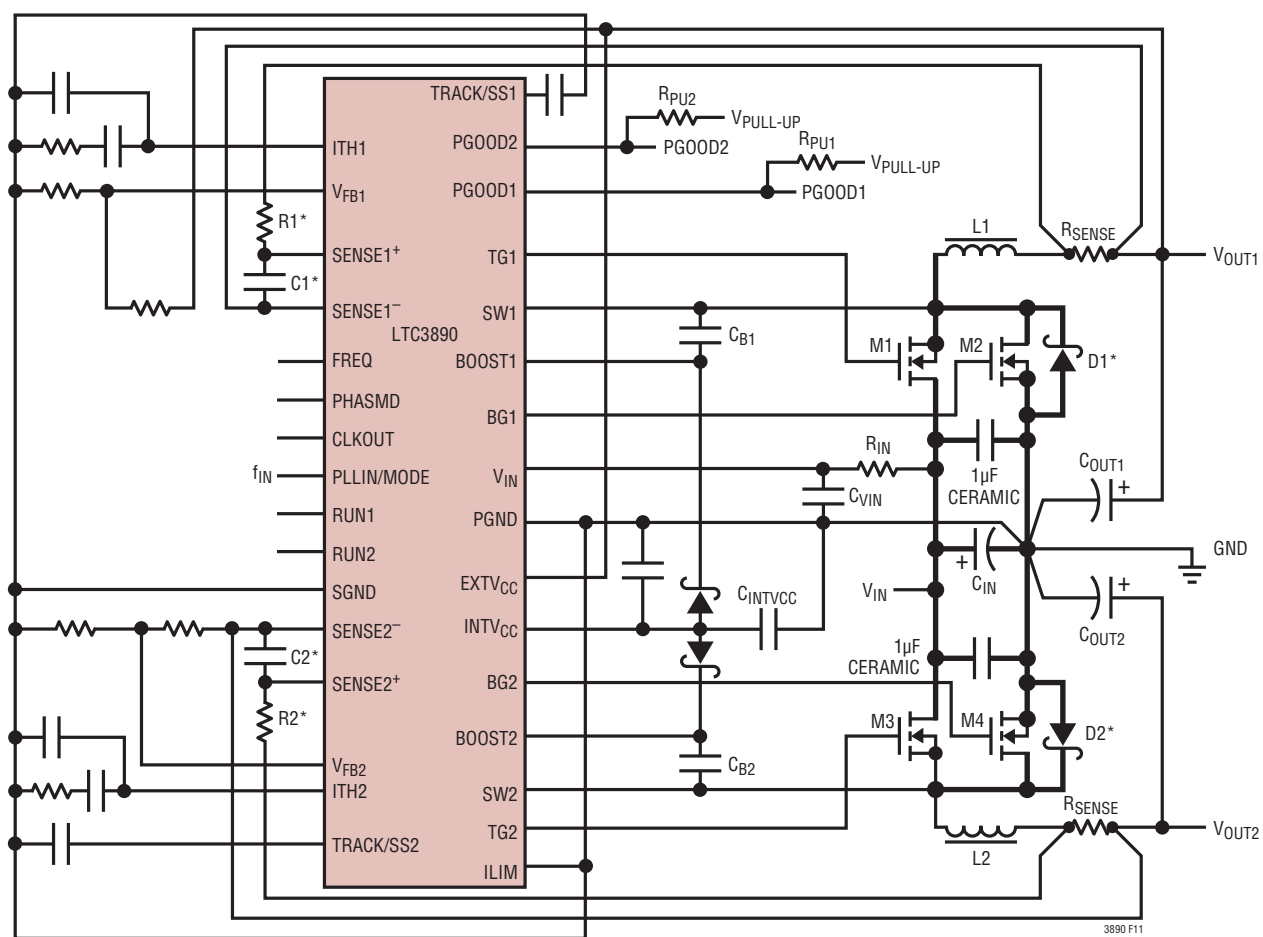 TRACK/SS1
RPU2
VPULL-UP
PGOOD2
PGOOD2
RPU1
VPULL-UP
PGOOD1
PGOOD1
ITH1
VFB1
R1*
SENSE1+
C1*
SENSE1–
LTC3890
TG1
L1
RSENSE
VOUT1
SW1
CB1
BOOST1
M1
M2
D1*
FREQ
PHASMD
BG1
CLKOUT
fIN
PLLIN/MODE
VIN
RIN
CVIN
1µF
CERAMIC
COUT1
+
RUN1
PGND
RUN2
GND
+
CIN
EXTVCC
SGND
VIN
CINTVCC
+
COUT2
SENSE2–
INTVCC
C2*
1µF
CERAMIC
SENSE2+
BG2
R2*
M3
M4
D2*
BOOST2
VFB2
CB2
ITH2
SW2
RSENSE
TG2
VOUT2
TRACK/SS2
L2
ILIM
3890 F11